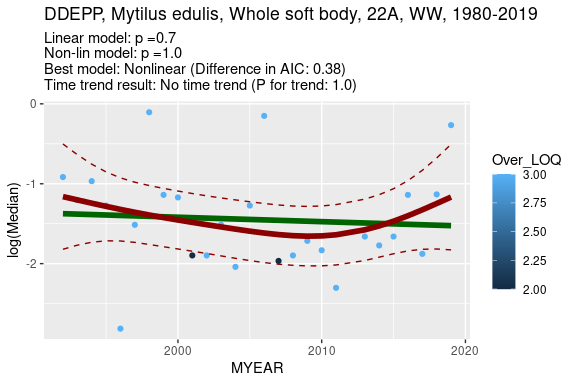 DDEPP, Mytilus edulis, Whole soft body, 22A, WW, 1980-2019
Linear model: p =0.7
Non-lin model: p =1.0
Best model: Nonlinear (Difference in AIC: 0.38)
Time trend result: No time trend (P for trend: 1.0)
0
-1
-2
log(Median)
2000
2010
2020
MYEAR
Over_LOQ
3.00
2.75
2.50
2.25
2.00